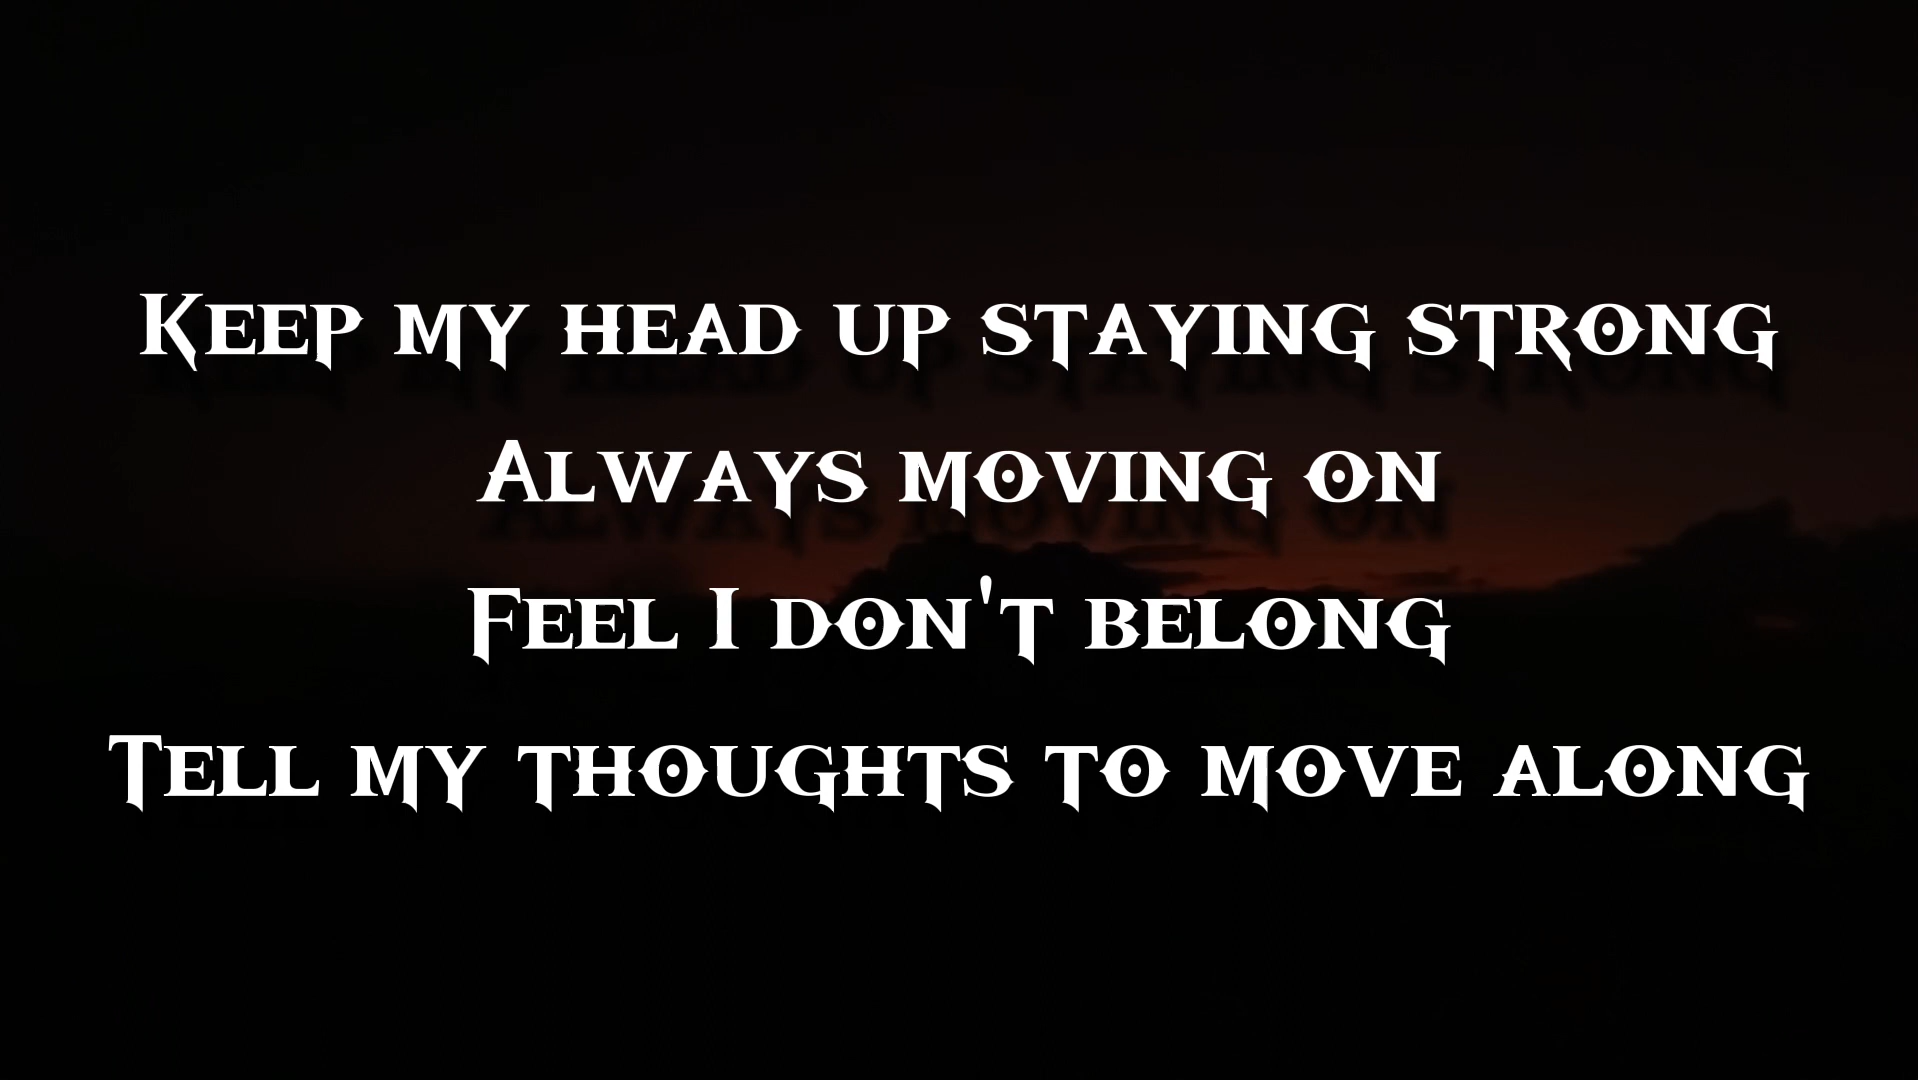 Keep my head up staying strong
Always moving on
Feel I don't belong
Tell my thoughts to move along